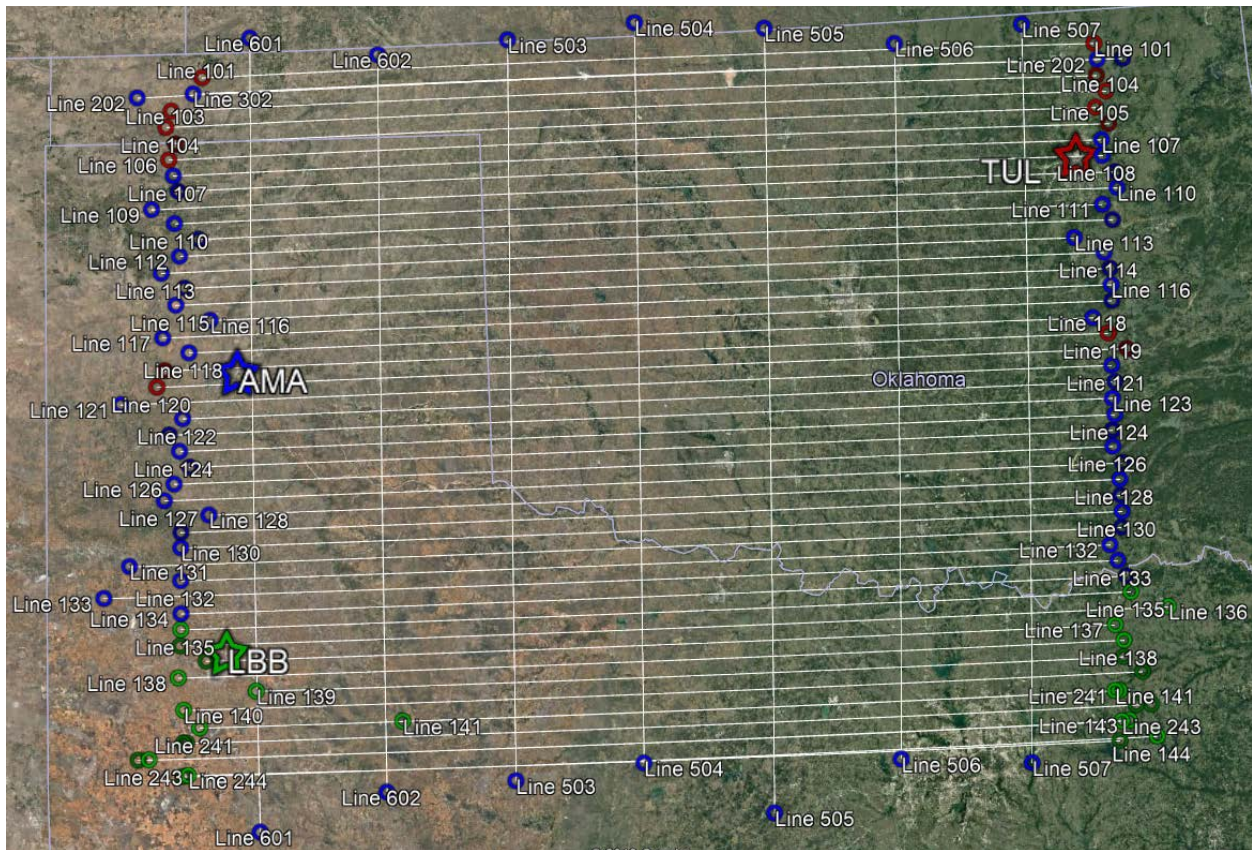 Line 504
Line 507
Line 505
Line 601
Line 503
Line 506
Line 602
Line 101
Line 101
Line 202
Line 202
Line 302
Line 104
Line 103
Line 105
Line 104
Line 107
Line 106
TUL
Line 108
Line 107
Line 110
Line 109
Line 111
Line 110
Line 113
Line 112
Line 114
Line 113
Line 116
Line 115
Line 116
Line 118
Line 117
Line 119
Line 118
AMA
Oklahoma
Line 121
Line 121
Line 120
Line 123
Line 122
Line 124
Line 124
Line 126
Line 126
Line 128
Line 127
Line 128
Line 130
Line 130
Line 132
Line 131
Line 133
Line 132
Line 133
Line 135
Line 136
Line 134
Line 137
Line 135
LBB
Line 138
Line 138
Line 139
Line 241
Line 141
Line 140
Line 141
Line 143
Line 243
Line 241
Line 144
Line 243
Line 244
Line 504
Line 506
Line 507
Line 503
Line 602
Line 505
Line 601